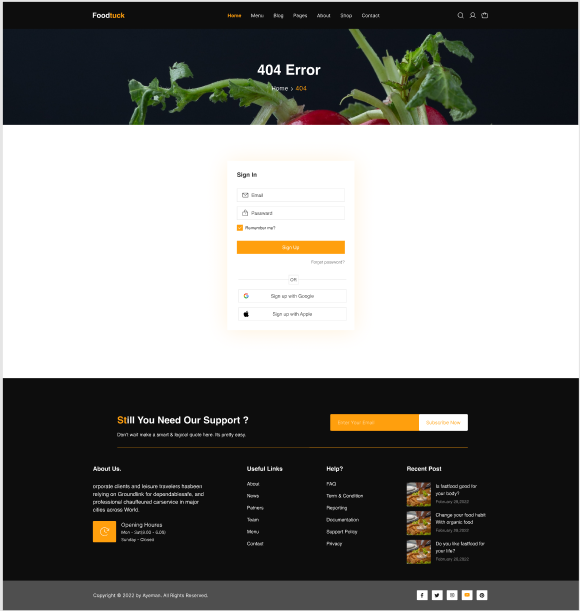 Foodtuck
Home Menu Blog Pages About Shop Contact
404 Error
Home › 404
Sign In
Email
Password
Remember me?
Sign Up
Forget password?
OR
Sign up with Google
Sign up with Apple
Still You Need Our Support ?
Don't wait make a smart & logical quote here. Its pretty easy.
Enter Your Email
Subscribe Now
About Us.
orporate clients and leisure travelers hasbeen
relying on Groundlink for dependablesafe, and
professional chauffeured carservice in major
cities across World.
Opening Houres
Mon - Sat(8.00 - 6.00)
Sunday - Closed
Useful Links
About
News
Partners
Team
Menu
Contact
Help?
FAQ
Term & Condition
Reporting
Documentation
Support Policy
Privacy
Recent Post
Is fastfood good for
your body?
February 28,2022
Change your food habit
With organic food
February 28,2022
Do you like fastfood for
your life?
February 28,2022
Copyright © 2022 by Ayeman. All Rights Reserved.